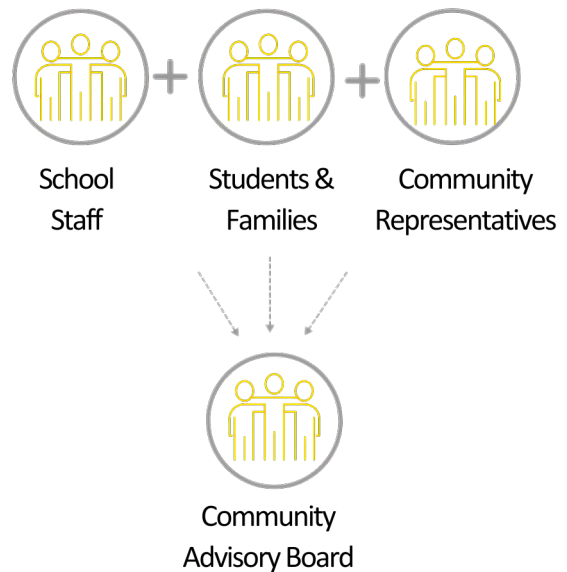 School
Staff
Students &
Families
Community
Representatives
Community
Advisory Board